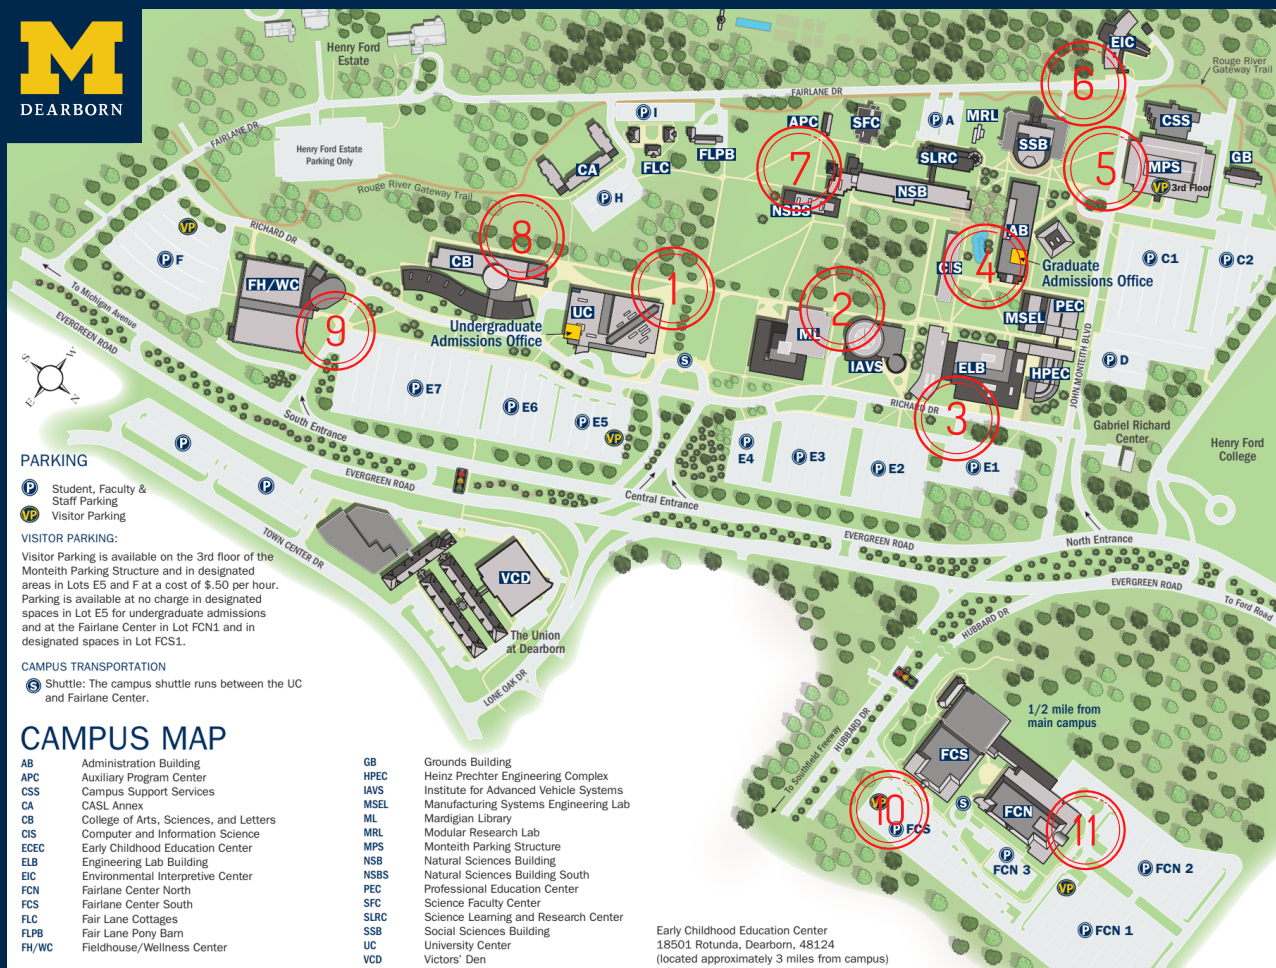 M
DEARBORN
Henry Ford
Estate
EIC
Rouge River
Gateway Trail
FAIRLANE DR
6
P I
APC
SFC
P A
MRL
CSS
FAIRLANE DR
Henry Ford Estate
Parking Only
FLPB
FLC
CA
SSB
SLRC
GB
MPS
VP 3rd Floor
7
5
Rouge River Gateway Trail
P H
NSB
NSBS
VP
RICHARD DR
8
AB
P F
CB
CIS
4
Graduate
Admissions Office
P C1
P C2
FH/WC
1
To Michigan Avenue
EVERGREEN ROAD
UC
2
MSEL
PEC
Undergraduate
Admissions Office
9
ML
S W E N
S
IAVS
ELB
HPEC
P D
JOHN MONTEITH BLVD
P E7
P E6
P E5
VP
RICHARD DR
3
Gabriel Richard
Center
Henry Ford
College
South Entrance
P
E4
P E3
P E2
P E1
EVERGREEN ROAD
Central Entrance
EVERGREEN ROAD
North Entrance
EVERGREEN ROAD
To Ford Road
P
P
TOWN CENTER DR
VCD
The Union
at Dearborn
LONE OAK DR
HUBBARD DR
HUBBARD DR
To Southfield Freeway
1/2 mile from
main campus
FCS
VP
10
P FCS
S
FCN
11
P
FCN 3
VP
P FCN 2
P FCN 1
PARKING
P Student, Faculty &
Staff Parking
VP Visitor Parking
VISITOR PARKING:
Visitor Parking is available on the 3rd floor of the
Monteith Parking Structure and in designated
areas in Lots E5 and F at a cost of $.50 per hour.
Parking is available at no charge in designated
spaces in Lot E5 for undergraduate admissions
and at the Fairlane Center in Lot FCN1 and in
designated spaces in Lot FCS1.
CAMPUS TRANSPORTATION
S Shuttle: The campus shuttle runs between the UC
and Fairlane Center.
CAMPUS MAP
AB Administration Building
APC Auxiliary Program Center
CSS Campus Support Services
CA CASL Annex
CB College of Arts, Sciences, and Letters
CIS Computer and Information Science
ECEC Early Childhood Education Center
ELB Engineering Lab Building
EIC Environmental Interpretive Center
FCN Fairlane Center North
FCS Fairlane Center South
FLC Fair Lane Cottages
FLPB Fair Lane Pony Barn
FH/WC Fieldhouse/Wellness Center
GB Grounds Building
HPEC Heinz Prechter Engineering Complex
IAVS Institute for Advanced Vehicle Systems
MSEL Manufacturing Systems Engineering Lab
ML Mardigian Library
MRL Modular Research Lab
MPS Monteith Parking Structure
NSB Natural Sciences Building
NSBS Natural Sciences Building South
PEC Professional Education Center
SFC Science Faculty Center
SLRC Science Learning and Research Center
SSB Social Sciences Building
UC University Center
VCD Victors' Den
Early Childhood Education Center
18501 Rotunda, Dearborn, 48124
(located approximately 3 miles from campus)